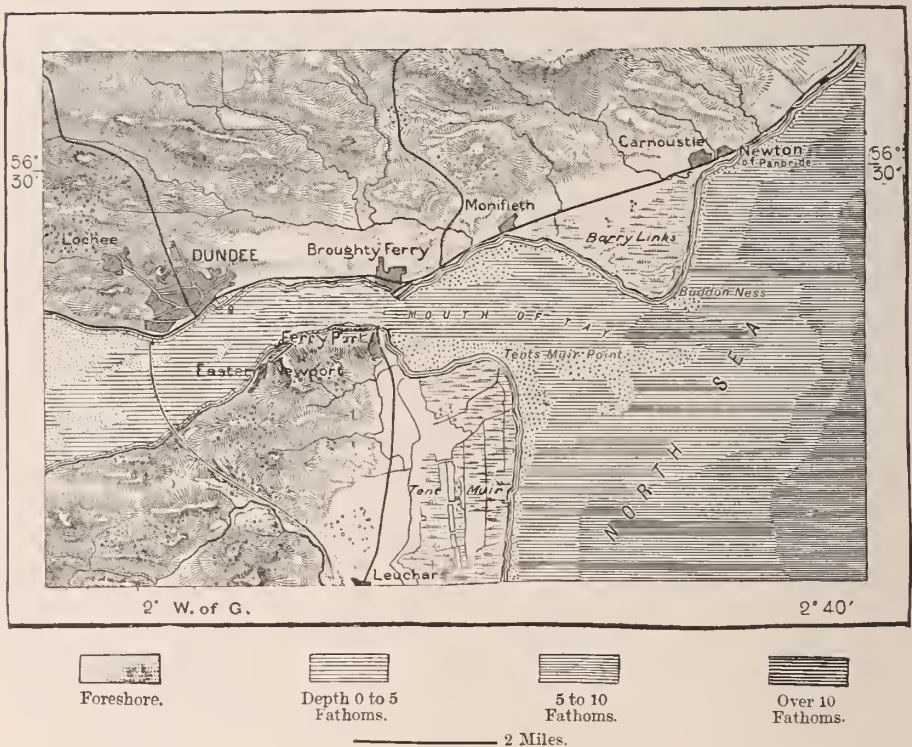 Carnoustie
Newton
of Panbride
56°
30′
56°
30′
Monifieth
Barry Links
Lochee
DUNDEE
Broughty Ferry
Buddon Ness
MOUTH OF TAY
Ferry Port
Tents Muir Point
Easter Newport
NORTH SEA
Tent Muir
Leuchar
2° W. of G.
2° 40′
Foreshore.
Depth 0 to 5
Fathoms.
5 to 10
Fathoms.
Over 10
Fathoms.
2 Miles.